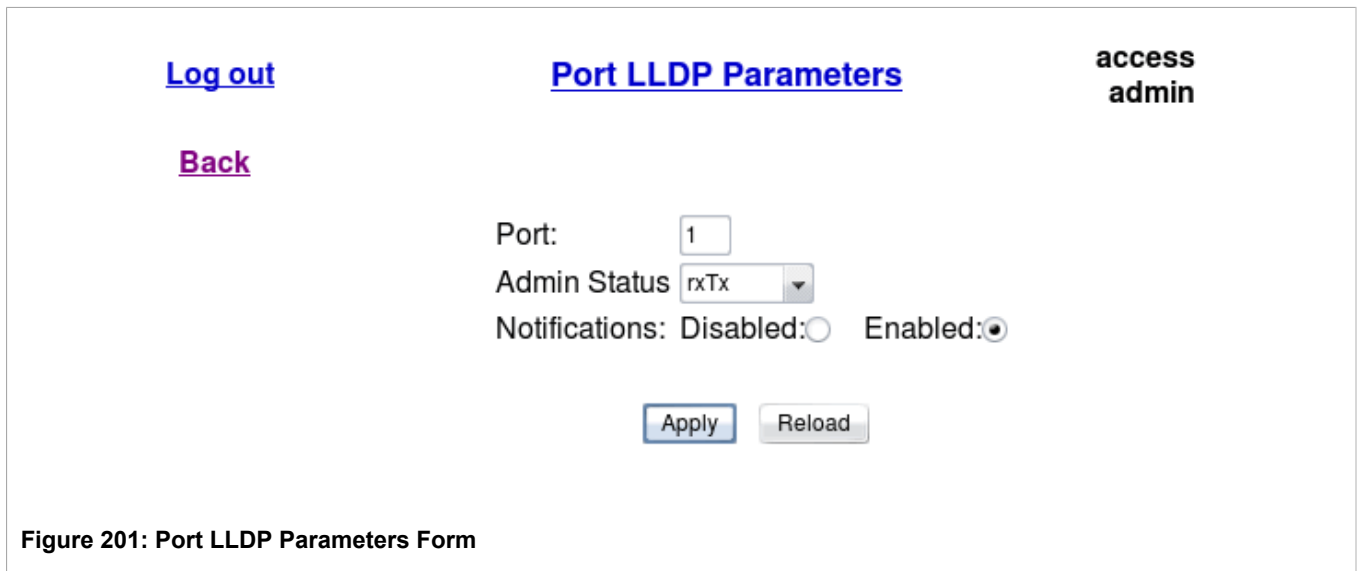 Log out
Port LLDP Parameters
access
admin
Back
Port: 1
Admin Status rxTx
Notifications: Disabled: Enabled:
Apply Reload
Figure 201: Port LLDP Parameters Form